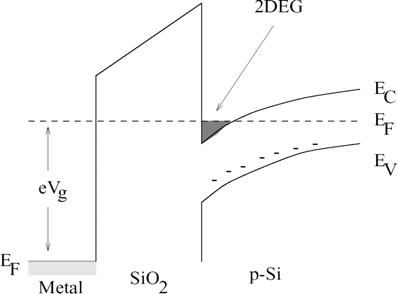 2DEG
E_C
E_F
E_V
eV_g
E_F
Metal
SiO_2
p-Si